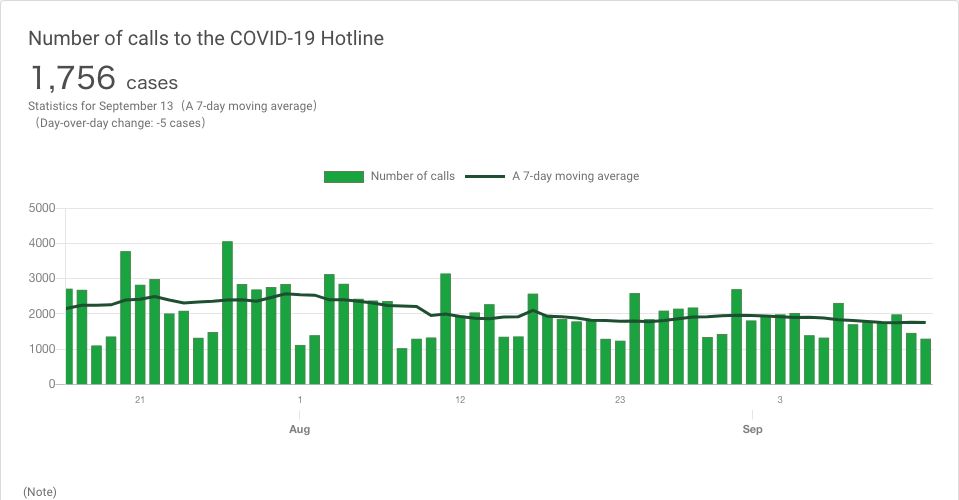 Number of calls to the COVID-19 Hotline
1,756 cases
Statistics for September 13（A 7-day moving average）
（Day-over-day change: -5 cases）
Number of calls
A 7-day moving average
5000
4000
3000
2000
1000
0
21 1 12 23 3
Aug Sep
(Note)